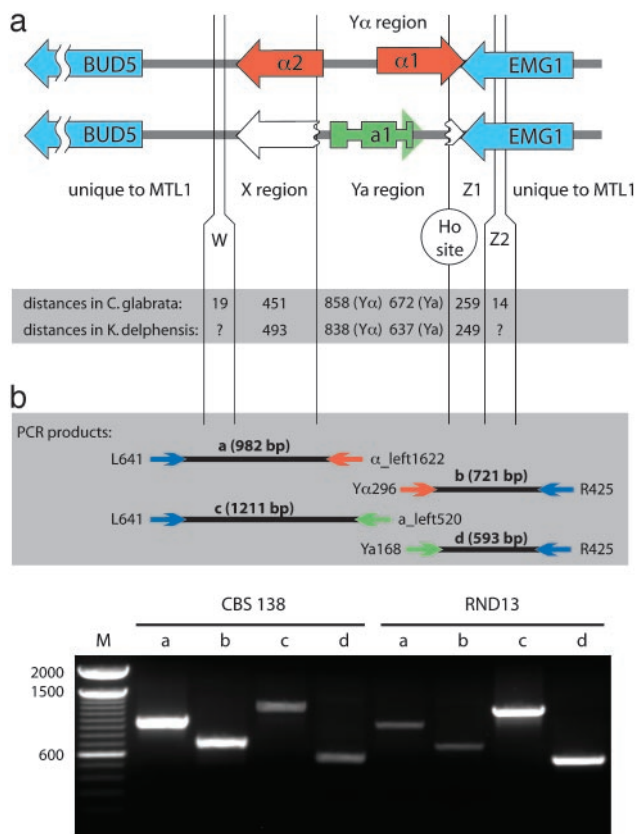 a
Yα region
BUD5
α2
α1
EMG1
BUD5
a1
EMG1
unique to MTL1
X region
Ya region
Z1
unique to MTL1
W
Ho site
Z2
distances in C. glabrata: 19 451 858 (Yα) 672 (Ya) 259 14
distances in K. delphensis: ? 493 838 (Yα) 637 (Ya) 249 ?
b
PCR products:
L641 a (982 bp) α_left1622
Yα296 b (721 bp) R425
L641 c (1211 bp) a_left520
Ya168 d (593 bp) R425
CBS 138 RND13
M a b c d a b c d
2000
1500
600